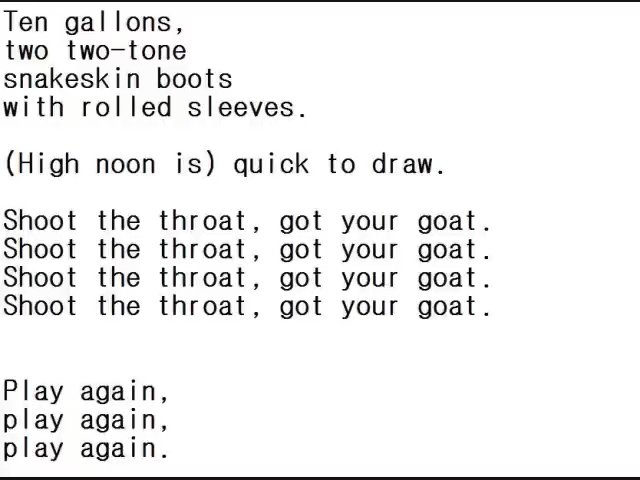 Ten gallons,
two two-tone
snakeskin boots
with rolled sleeves.
(High noon is) quick to draw.
Shoot the throat, got your goat.
Shoot the throat, got your goat.
Shoot the throat, got your goat.
Shoot the throat, got your goat.
Play again,
play again,
play again.